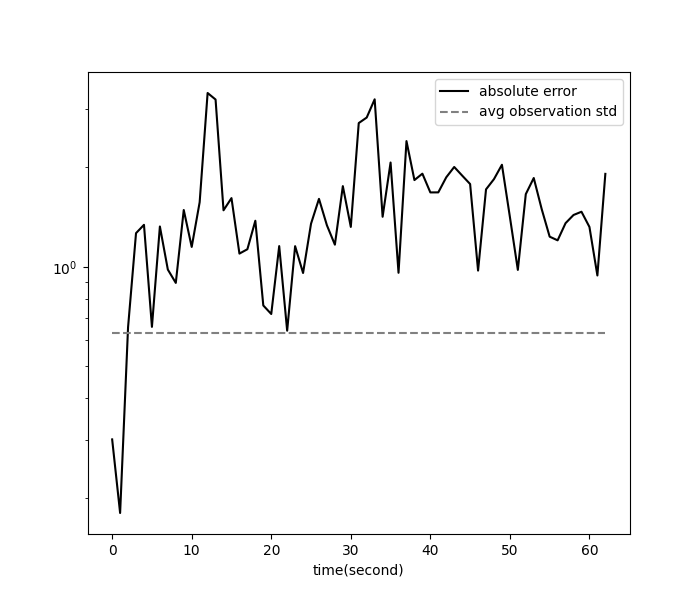 absolute error
avg observation std
10⁰
0 10 20 30 40 50 60
time(second)